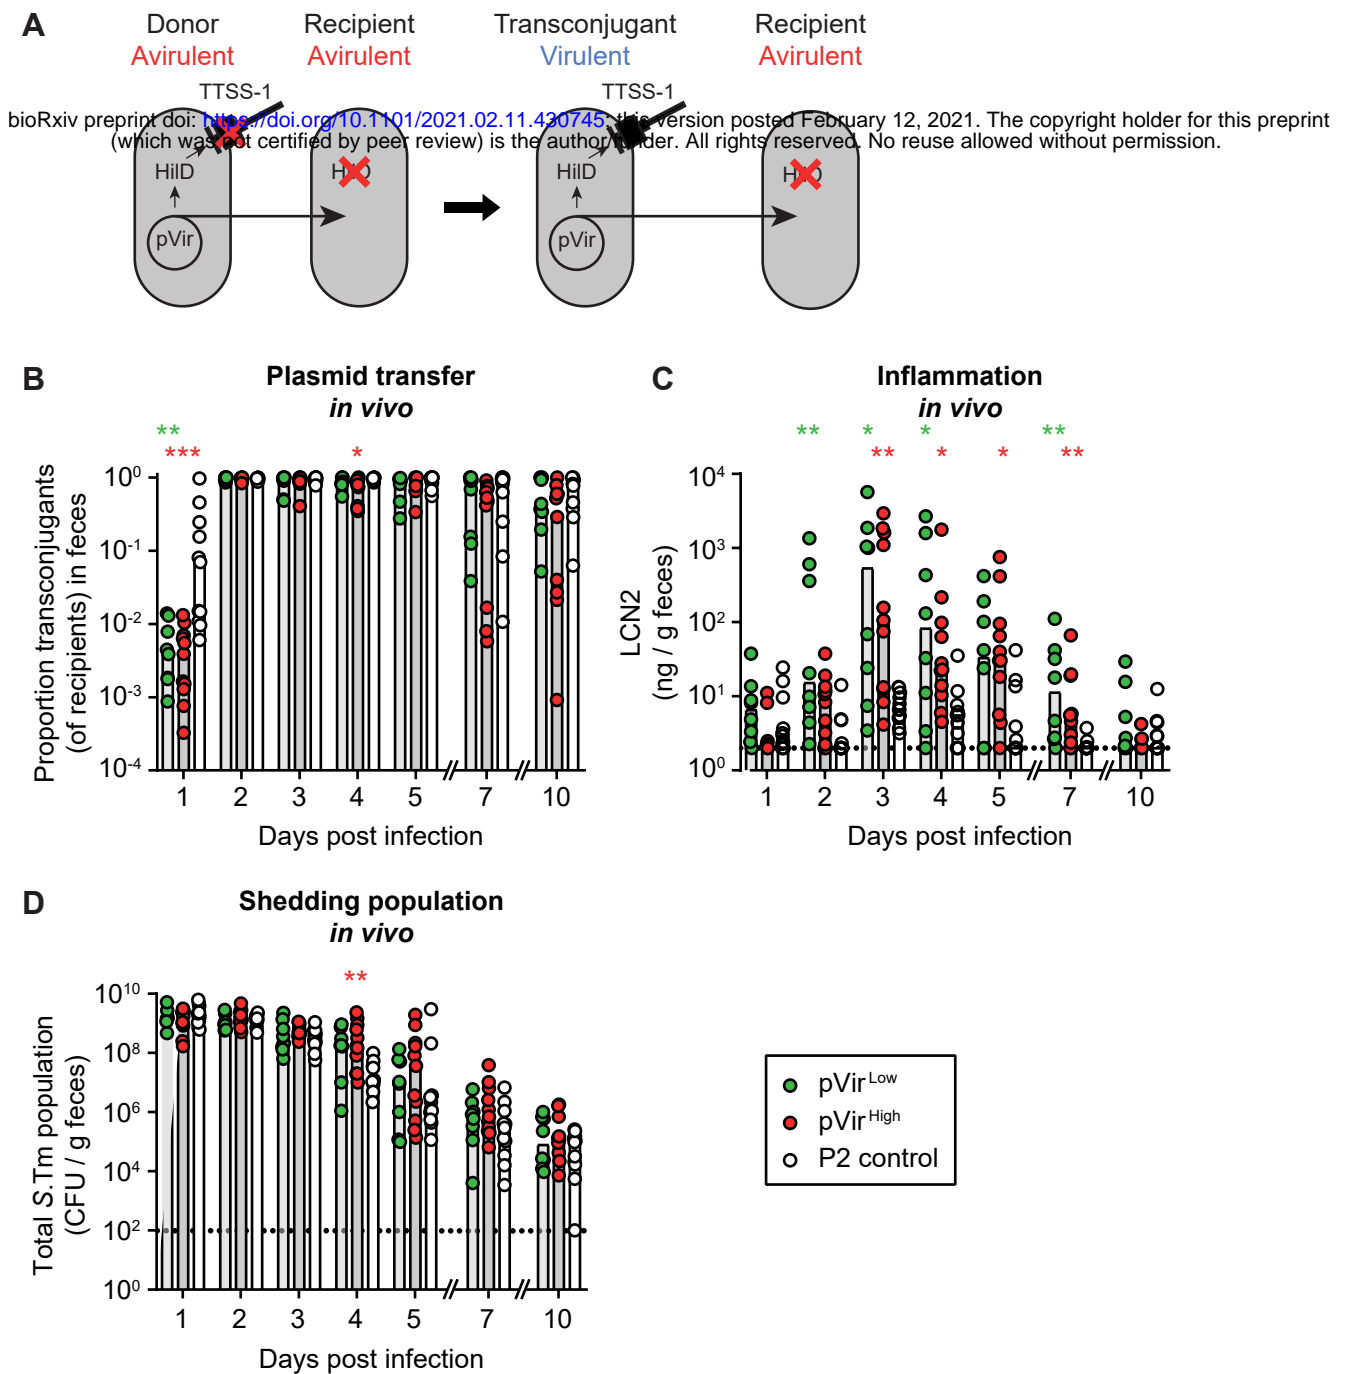 A
Donor
Avirulent
Recipient
Avirulent
Transconjugant
Virulent
Recipient
Avirulent
TTSS-1
TTSS-1
bioRxiv preprint doi: https://doi.org/10.1101/2021.02.11.430745; this version posted February 12, 2021. The copyright holder for this preprint
(which was not certified by peer review) is the author/funder. All rights reserved. No reuse allowed without permission.
HilD
HilD
HilD
HilD
pVir
pVir
B
Plasmid transfer
in vivo
**
***
*
Proportion transconjugants
(of recipients) in feces
10⁰
10⁻¹
10⁻²
10⁻³
10⁻⁴
1 2 3 4 5 7 10
Days post infection
C
Inflammation
in vivo
** * * **
** * * **
LCN2
(ng / g feces)
10⁴
10³
10²
10¹
10⁰
1 2 3 4 5 7 10
Days post infection
D
Shedding population
in vivo
**
Total S.Tm population
(CFU / g feces)
10¹⁰
10⁸
10⁶
10⁴
10²
10⁰
1 2 3 4 5 7 10
Days post infection
pVir Low
pVir High
P2 control